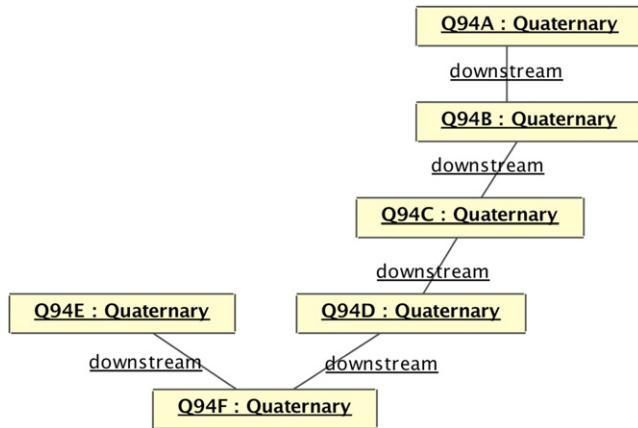 Q94A : Quaternary
downstream
Q94B : Quaternary
downstream
Q94C : Quaternary
downstream
Q94E : Quaternary
Q94D : Quaternary
downstream
downstream
Q94F : Quaternary